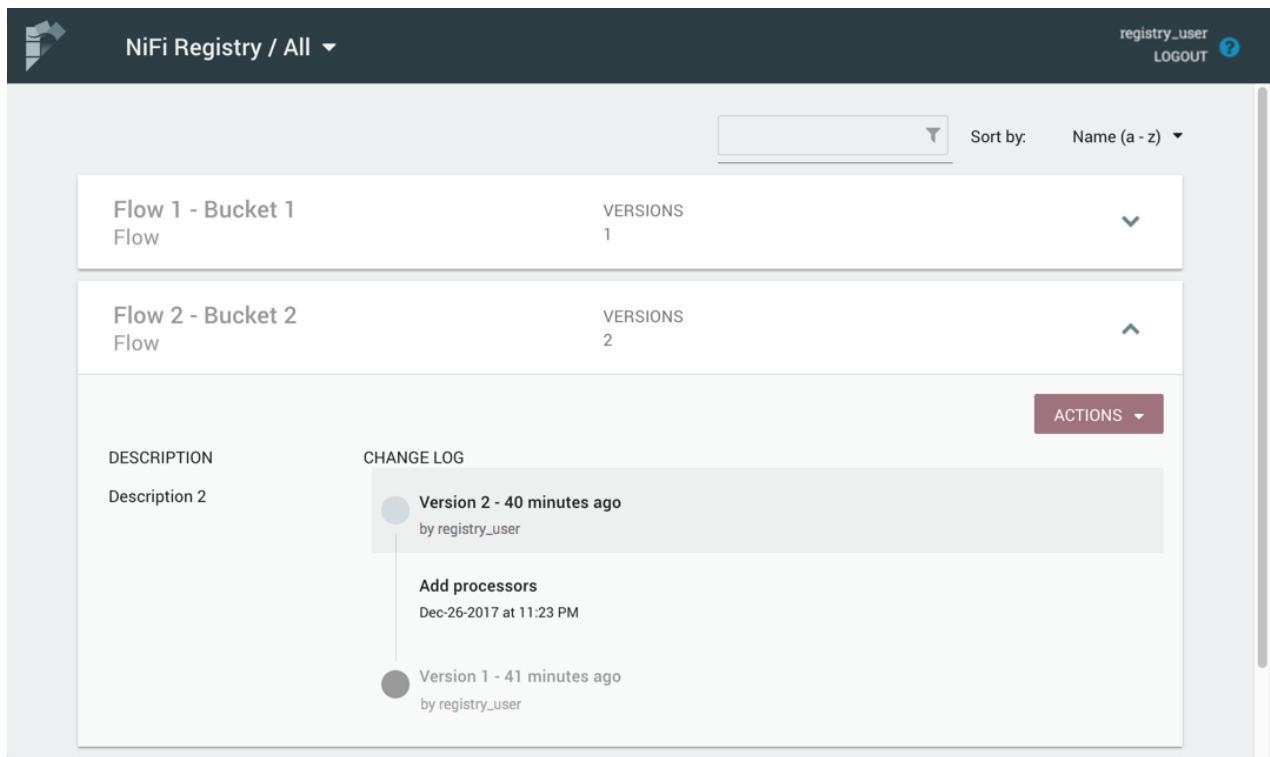 NiFi Registry / All
registry_user
LOGOUT
?
Sort by:
Name (a - z)
Flow 1 - Bucket 1
Flow
VERSIONS
1
Flow 2 - Bucket 2
Flow
VERSIONS
2
ACTIONS
DESCRIPTION
Description 2
CHANGE LOG
Version 2 - 40 minutes ago
by registry_user
Add processors
Dec-26-2017 at 11:23 PM
Version 1 - 41 minutes ago
by registry_user